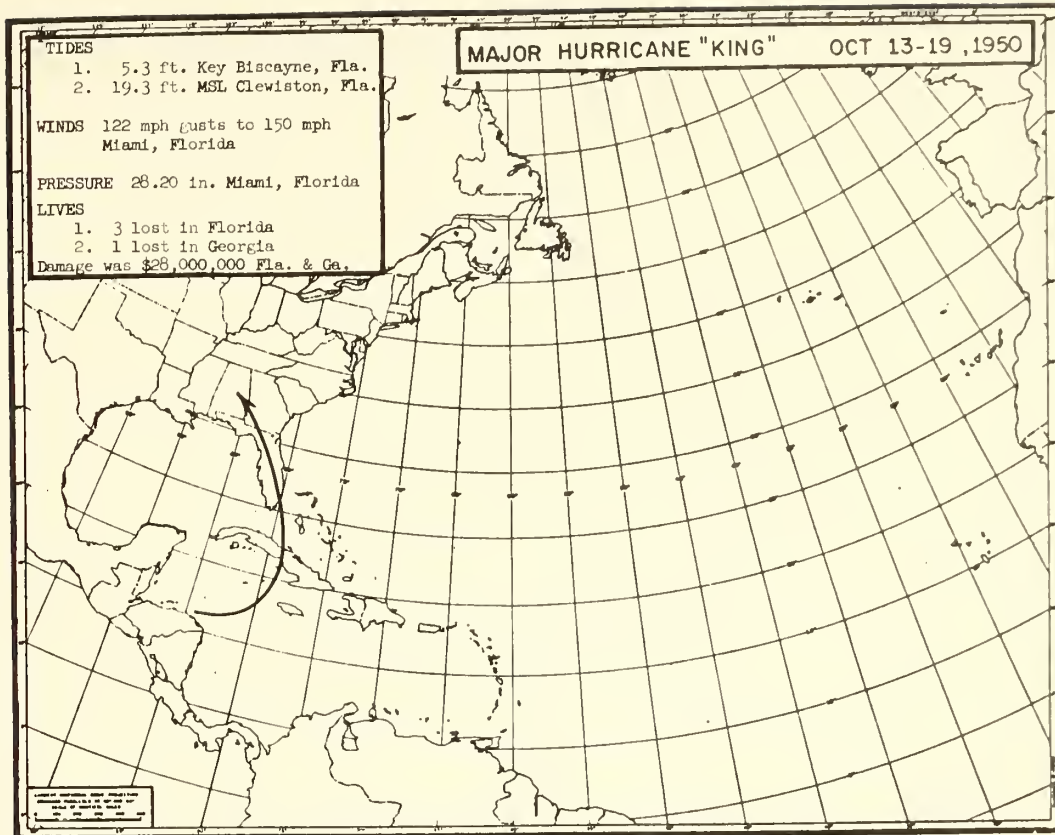 TIDES
1. 5.3 ft. Key Biscayne, Fla.
2. 19.3 ft. MSL Clewiston, Fla.
WINDS 122 mph gusts to 150 mph
Miami, Florida
PRESSURE 28.20 in. Miami, Florida
LIVES
1. 3 lost in Florida
2. 1 lost in Georgia
Damage was $28,000,000 Fla. & Ga.
MAJOR HURRICANE "KING" OCT 13-19, 1950